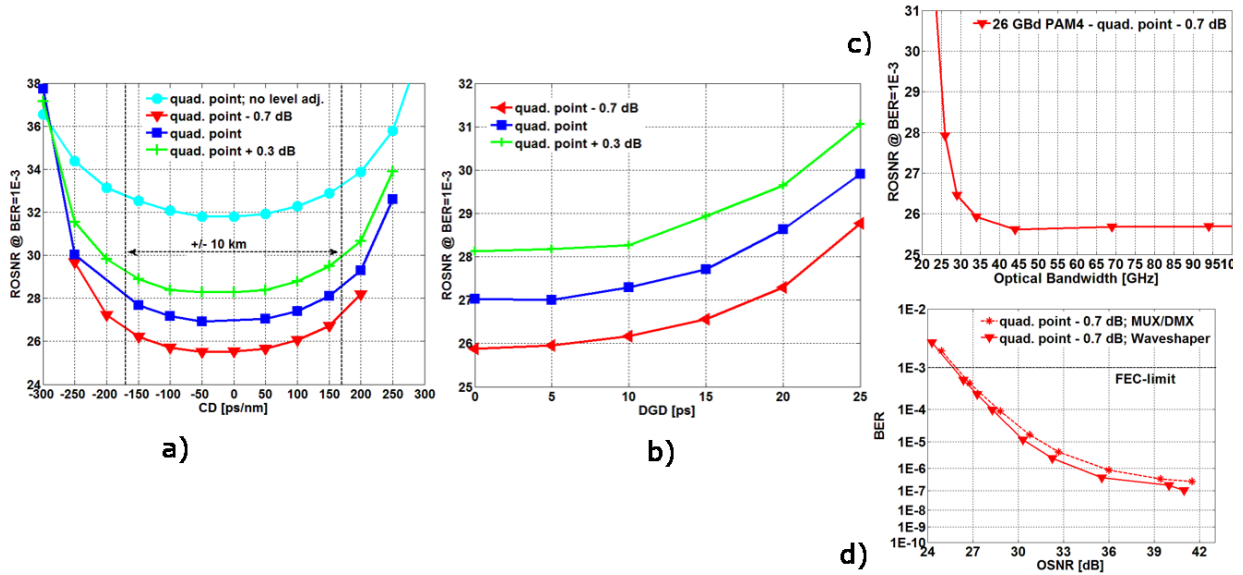 a)
ROSNR @ BER=1E-3
38
36
34
32
30
28
26
24
quad. point; no level adj.
quad. point - 0.7 dB
quad. point
quad. point + 0.3 dB
+/- 10 km
-300 -250 -200 -150 -100 -50 0 50 100 150 200 250 300
CD [ps/nm]
b)
ROSNR @ BER=1E-3
32
31
30
29
28
27
26
25
quad. point - 0.7 dB
quad. point
quad. point + 0.3 dB
0 5 10 15 20 25
DGD [ps]
c)
ROSNR @ BER=1E-3
31
30
29
28
27
26
25
26 GBd PAM4 - quad. point - 0.7 dB
20 25 30 35 40 45 50 55 60 65 70 75 80 85 90 95 10
Optical Bandwidth [GHz]
d)
BER
1E-2
1E-3
1E-4
1E-5
1E-6
1E-7
1E-8
1E-9
1E-10
quad. point - 0.7 dB; MUX/DMX
quad. point - 0.7 dB; Waveshaper
FEC-limit
24 27 30 33 36 39 42
OSNR [dB]